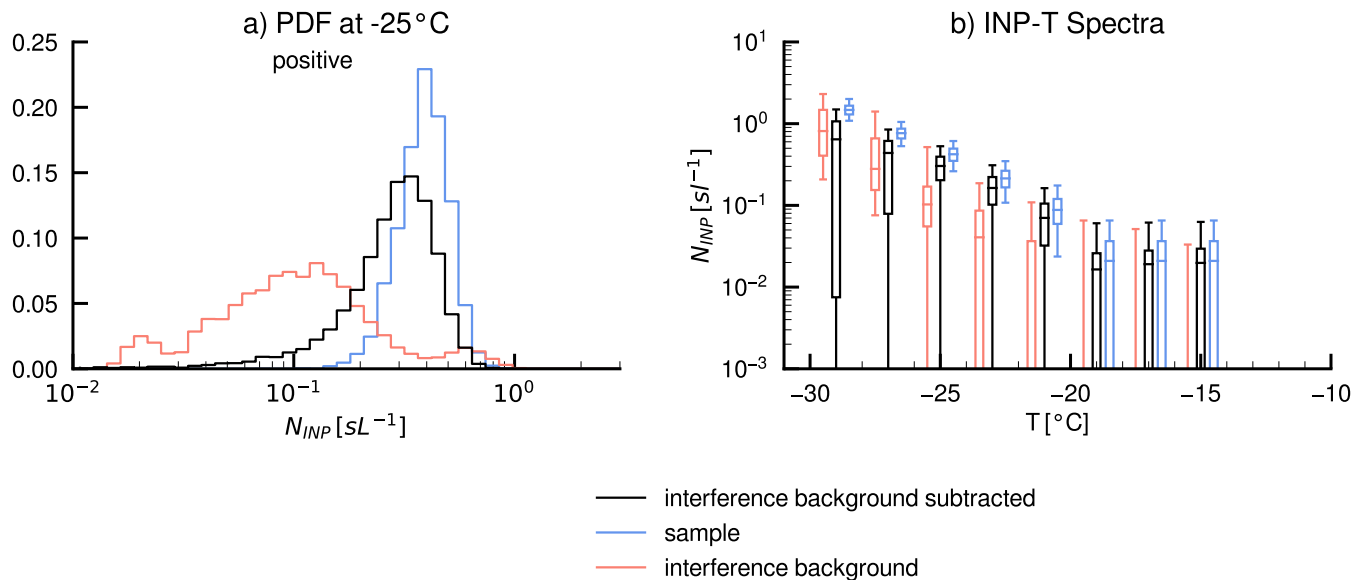 a) PDF at -25°C
positive
0.25
0.20
0.15
0.10
0.05
0.00
10⁻² 10⁻¹ 10⁰
N_INP [sL⁻¹]
b) INP-T Spectra
10¹
10⁰
10⁻¹
10⁻²
10⁻³
N_INP [sl⁻¹]
−30 −25 −20 −15 −10
T [°C]
interference background subtracted
sample
interference background